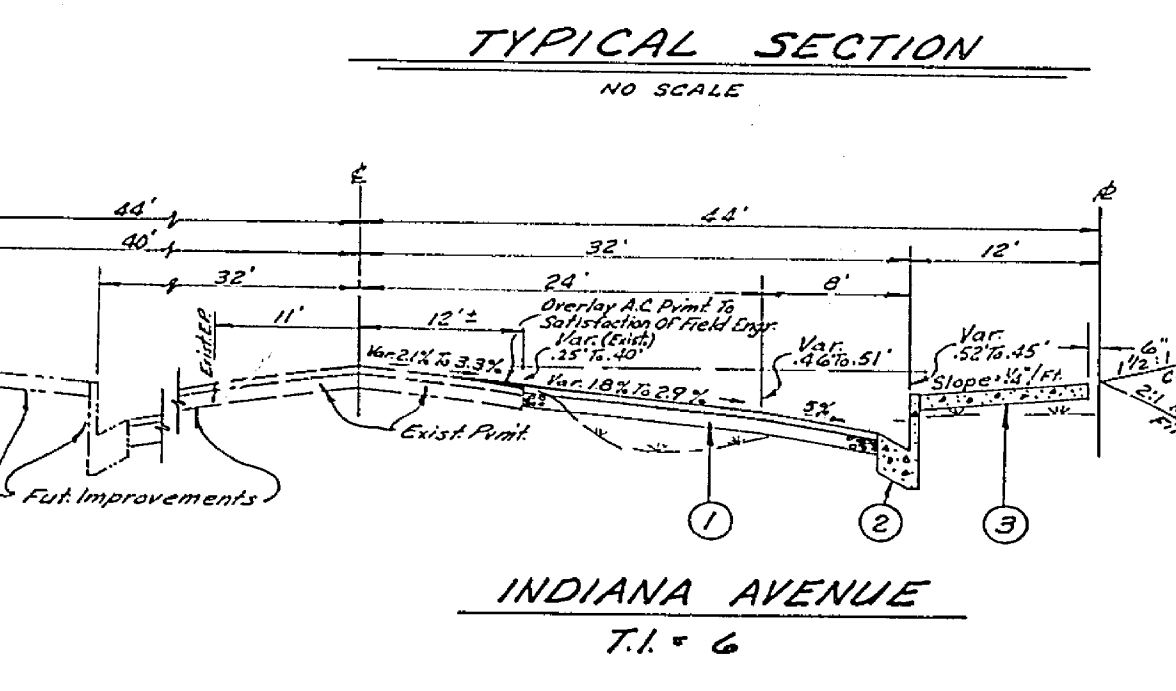 TYPICAL SECTION
NO SCALE
℄
44'
44'
40'
32'
12'
32'
24'
8'
11'
12'±
Exist. E.P.
Overlay A.C. Pvmt. To
Satisfaction Of Field Engr.
Var. (Exist.)
.25' To .40'
Var.
.46' To .51'
Var.
.52' To .45'
6"
1½:1
2:1
Var. 2.1% To 3.3%
Var. 1.8% To 2.9%
5%
Slope = ¼"/Ft.
Exist. Pvmt.
Fut. Improvements
1
2
3
INDIANA AVENUE
T.I. = 6